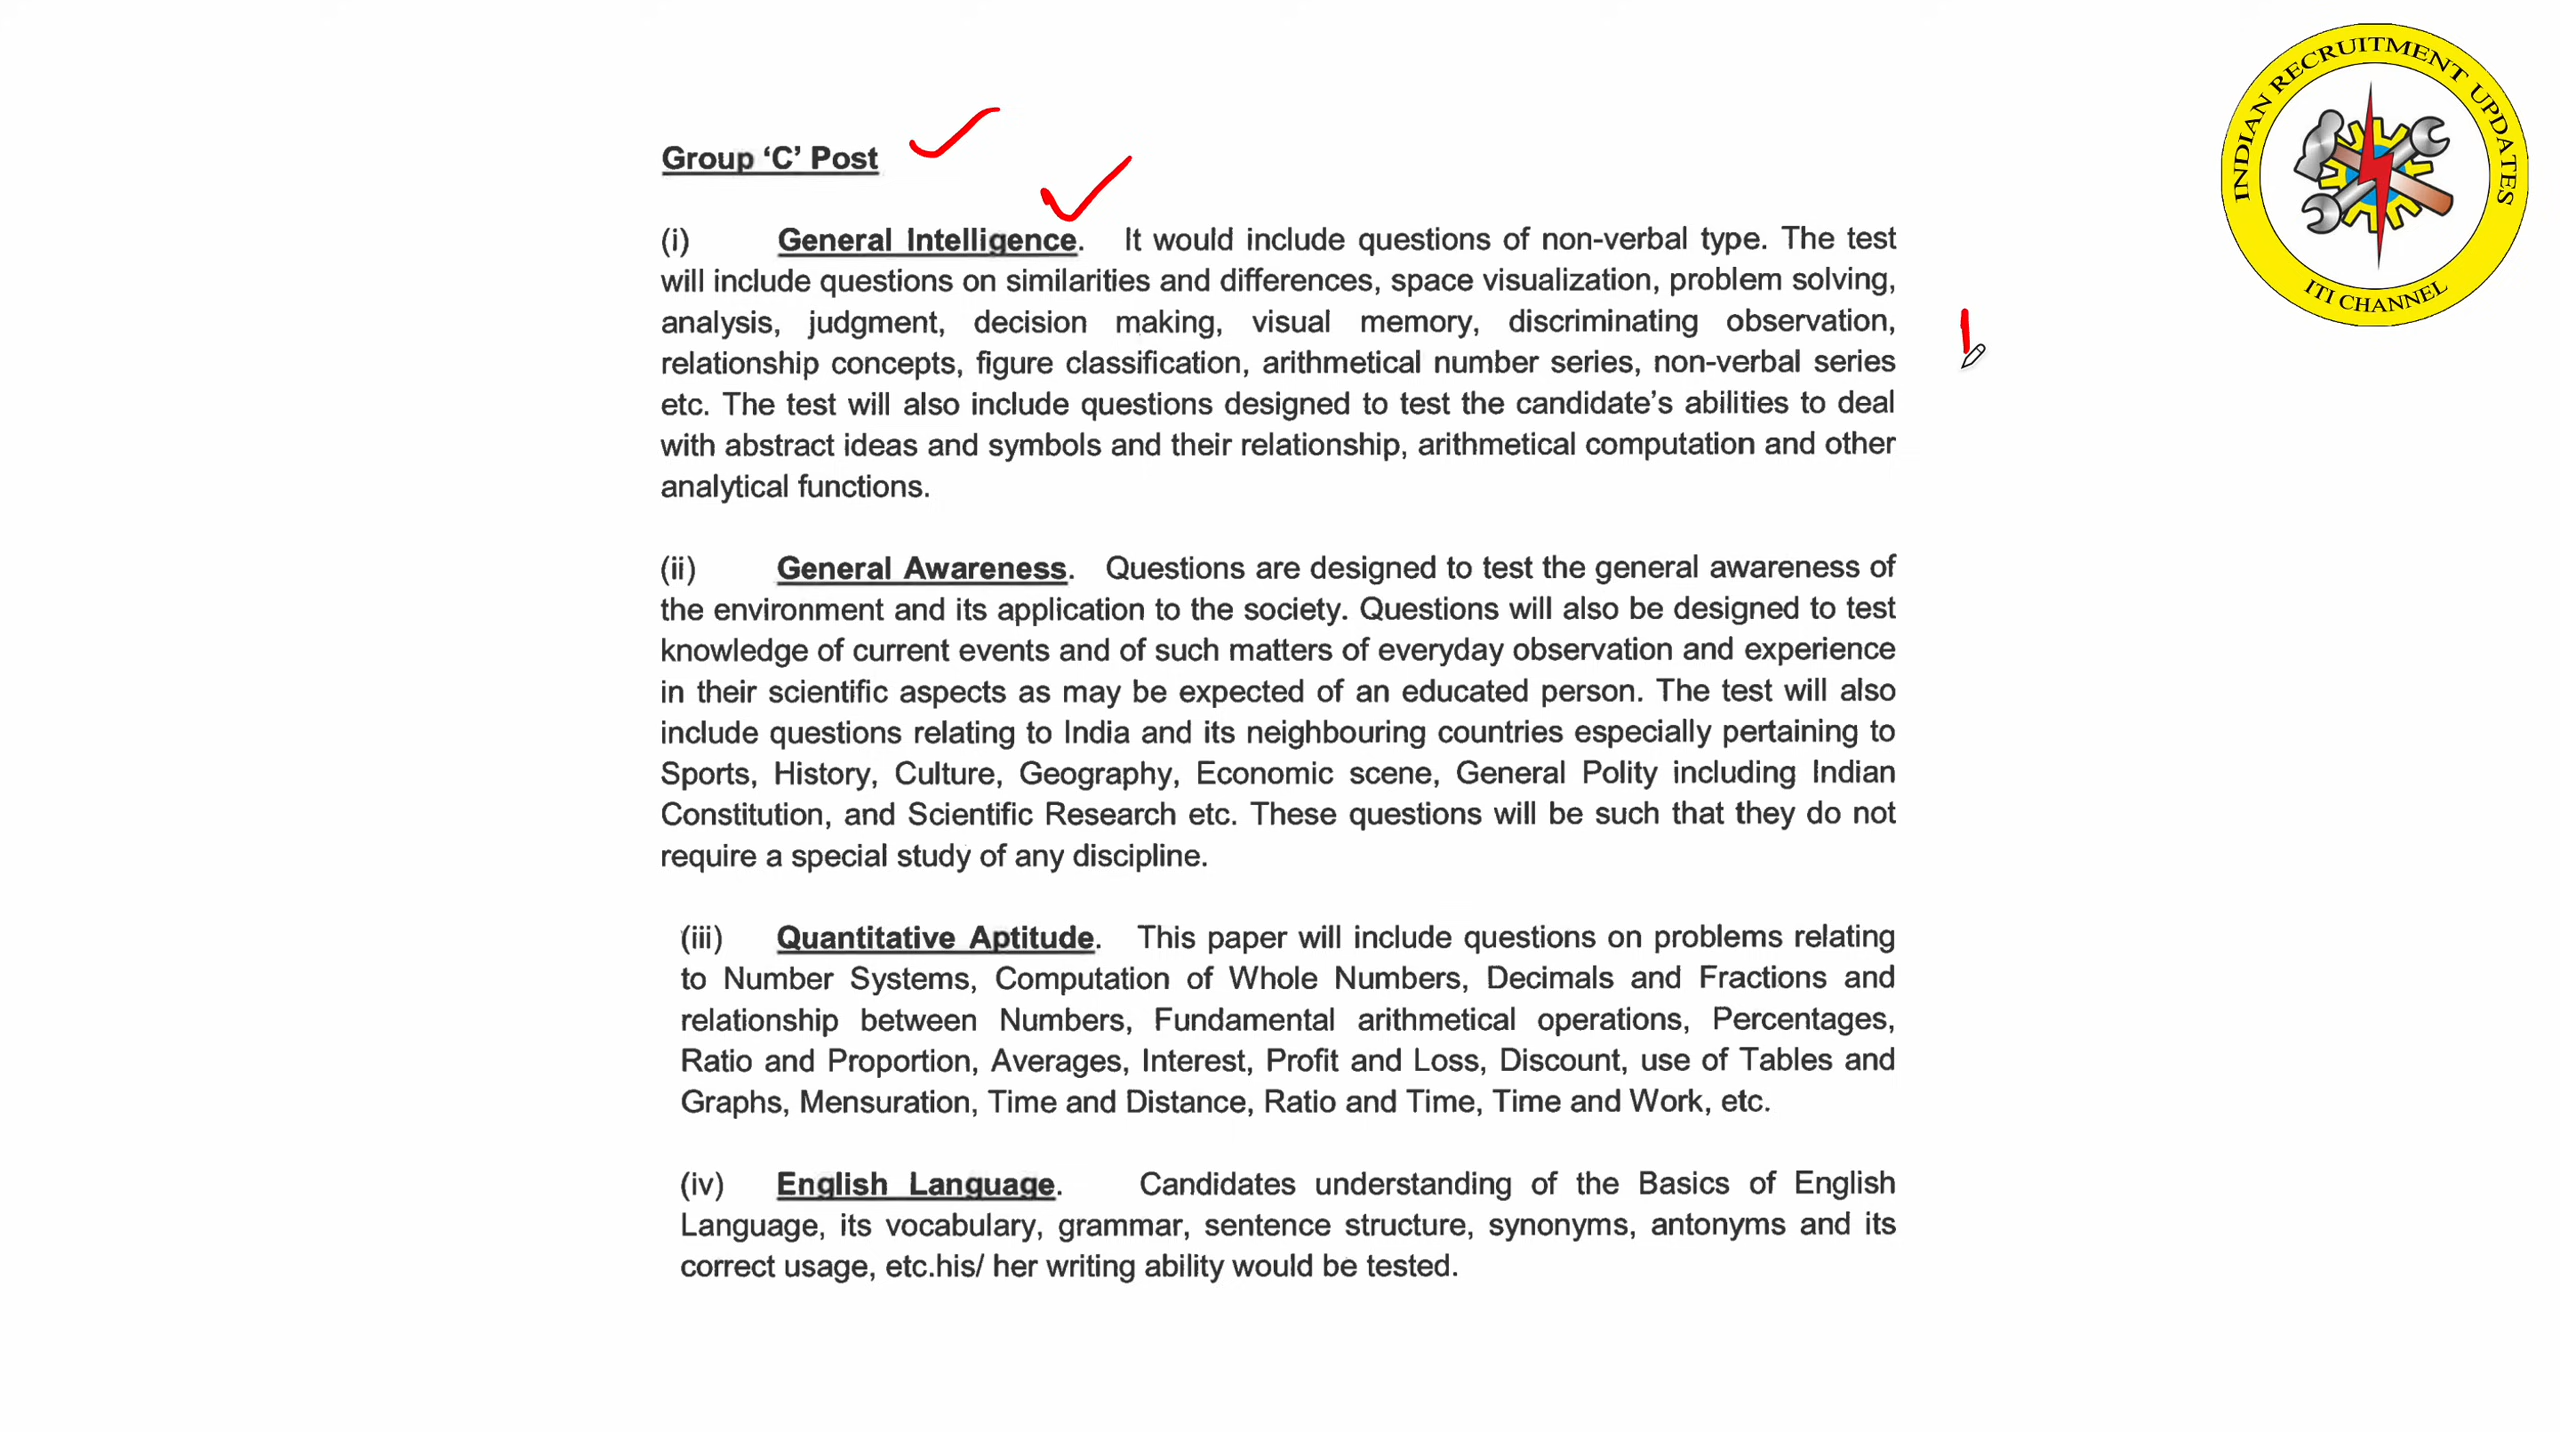 Group ‘C’ Post
(i) General Intelligence. It would include questions of non-verbal type. The test
will include questions on similarities and differences, space visualization, problem solving,
analysis, judgment, decision making, visual memory, discriminating observation,
relationship concepts, figure classification, arithmetical number series, non-verbal series
etc. The test will also include questions designed to test the candidate’s abilities to deal
with abstract ideas and symbols and their relationship, arithmetical computation and other
analytical functions.
(ii) General Awareness. Questions are designed to test the general awareness of
the environment and its application to the society. Questions will also be designed to test
knowledge of current events and of such matters of everyday observation and experience
in their scientific aspects as may be expected of an educated person. The test will also
include questions relating to India and its neighbouring countries especially pertaining to
Sports, History, Culture, Geography, Economic scene, General Polity including Indian
Constitution, and Scientific Research etc. These questions will be such that they do not
require a special study of any discipline.
(iii) Quantitative Aptitude. This paper will include questions on problems relating
to Number Systems, Computation of Whole Numbers, Decimals and Fractions and
relationship between Numbers, Fundamental arithmetical operations, Percentages,
Ratio and Proportion, Averages, Interest, Profit and Loss, Discount, use of Tables and
Graphs, Mensuration, Time and Distance, Ratio and Time, Time and Work, etc.
(iv) English Language. Candidates understanding of the Basics of English
Language, its vocabulary, grammar, sentence structure, synonyms, antonyms and its
correct usage, etc.his/ her writing ability would be tested.
INDIAN RECRUITMENT UPDATES
ITI CHANNEL